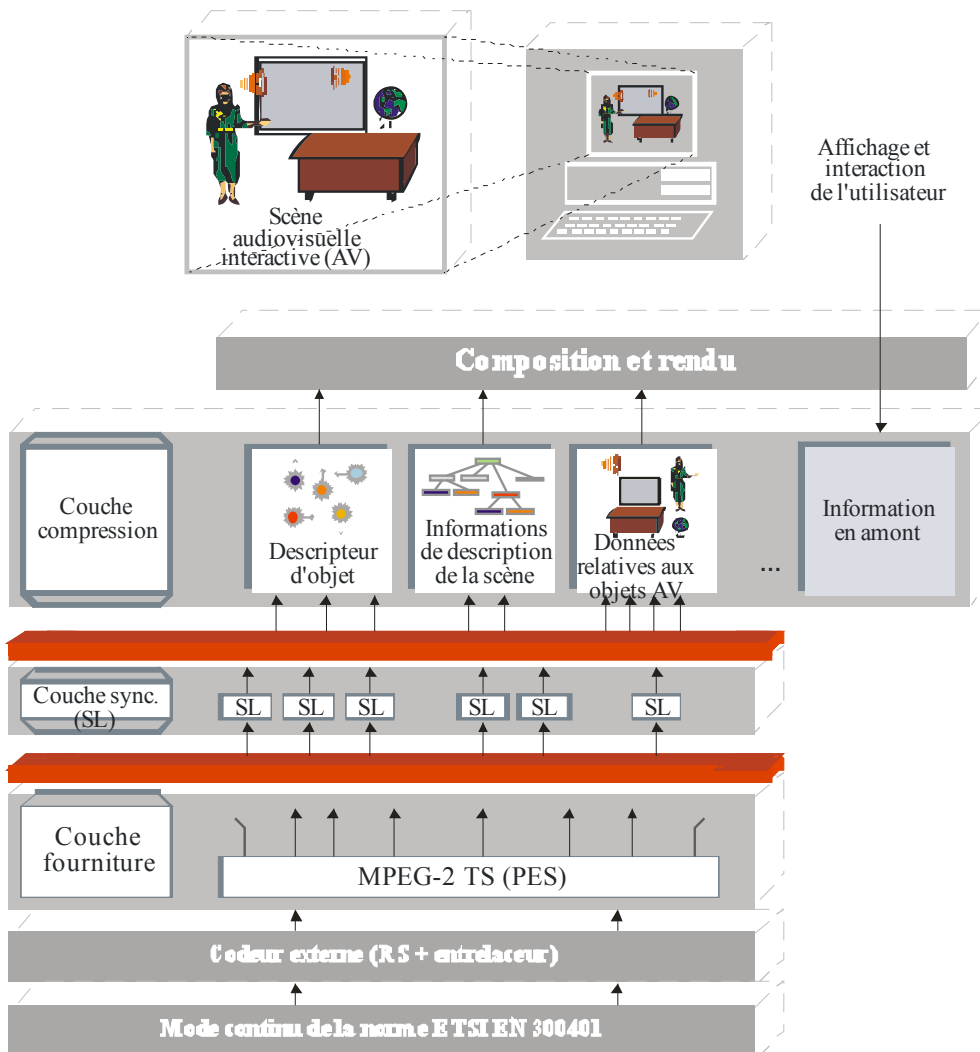 Scène
audiovisuelle
interactive (AV)
Affichage et
interaction
de l'utilisateur
Composition et rendu
Couche
compression
Descripteur
d'objet
Informations
de description
de la scène
Données
relatives aux
objets AV
...
Information
en amont
Couche sync.
(SL)
SL
SL
SL
SL
SL
SL
Couche
fourniture
MPEG-2 TS (PES)
Codeur externe (RS + entrelaceur)
Mode continu de la norme ETSI EN 300401